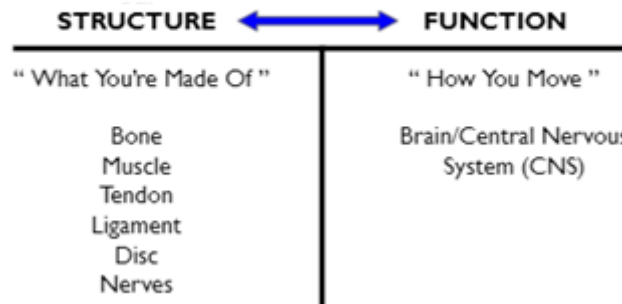 STRUCTURE FUNCTION
“ What You're Made Of ” “ How You Move ”
Bone Brain/Central Nervous
Muscle System (CNS)
Tendon
Ligament
Disc
Nerves